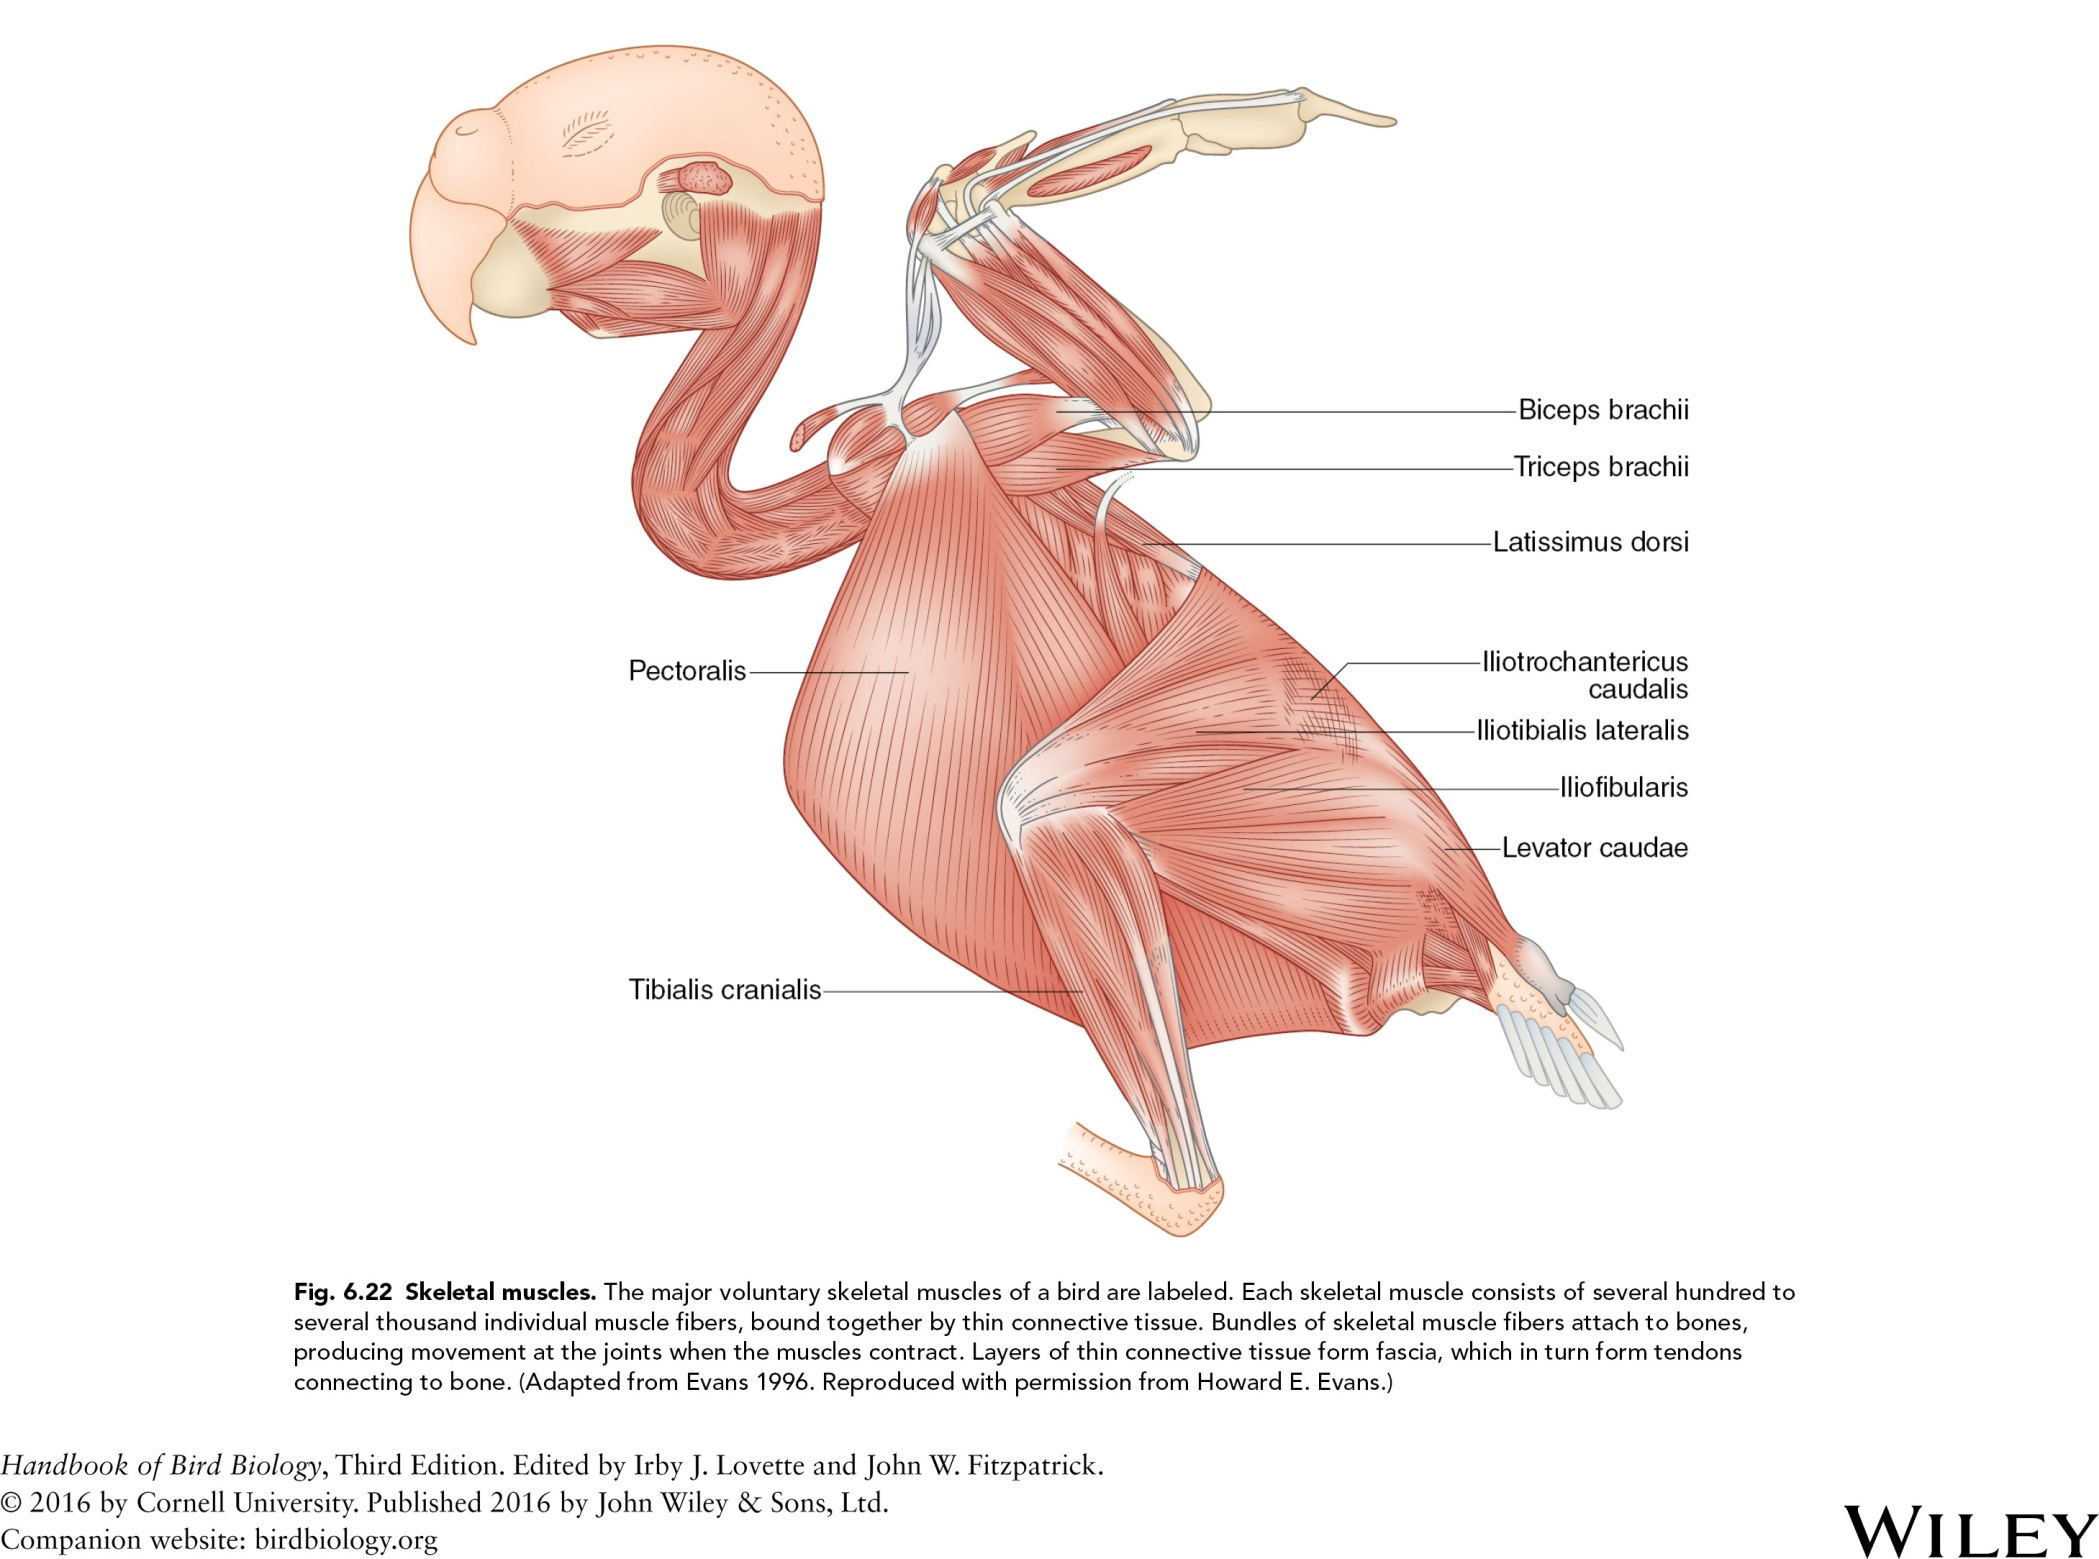 Biceps brachii
Triceps brachii
Latissimus dorsi
Iliotrochantericus
caudalis
Pectoralis
Iliotibialis lateralis
Iliofibularis
Levator caudae
Tibialis cranialis
Fig. 6.22 Skeletal muscles. The major voluntary skeletal muscles of a bird are labeled. Each skeletal muscle consists of several hundred to
several thousand individual muscle fibers, bound together by thin connective tissue. Bundles of skeletal muscle fibers attach to bones,
producing movement at the joints when the muscles contract. Layers of thin connective tissue form fascia, which in turn form tendons
connecting to bone. (Adapted from Evans 1996. Reproduced with permission from Howard E. Evans.)
Handbook of Bird Biology, Third Edition. Edited by Irby J. Lovette and John W. Fitzpatrick.
© 2016 by Cornell University. Published 2016 by John Wiley & Sons, Ltd.
Companion website: birdbiology.org
WILEY